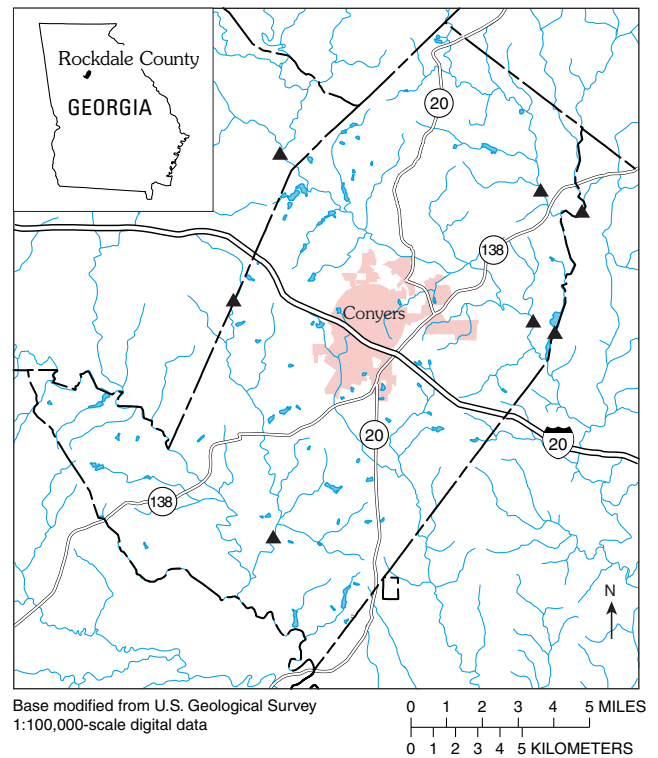 Rockdale County
GEORGIA
20
138
Conyers
20
20
138
N
Base modified from U.S. Geological Survey
1:100,000-scale digital data
0 1 2 3 4 5 MILES
0 1 2 3 4 5 KILOMETERS